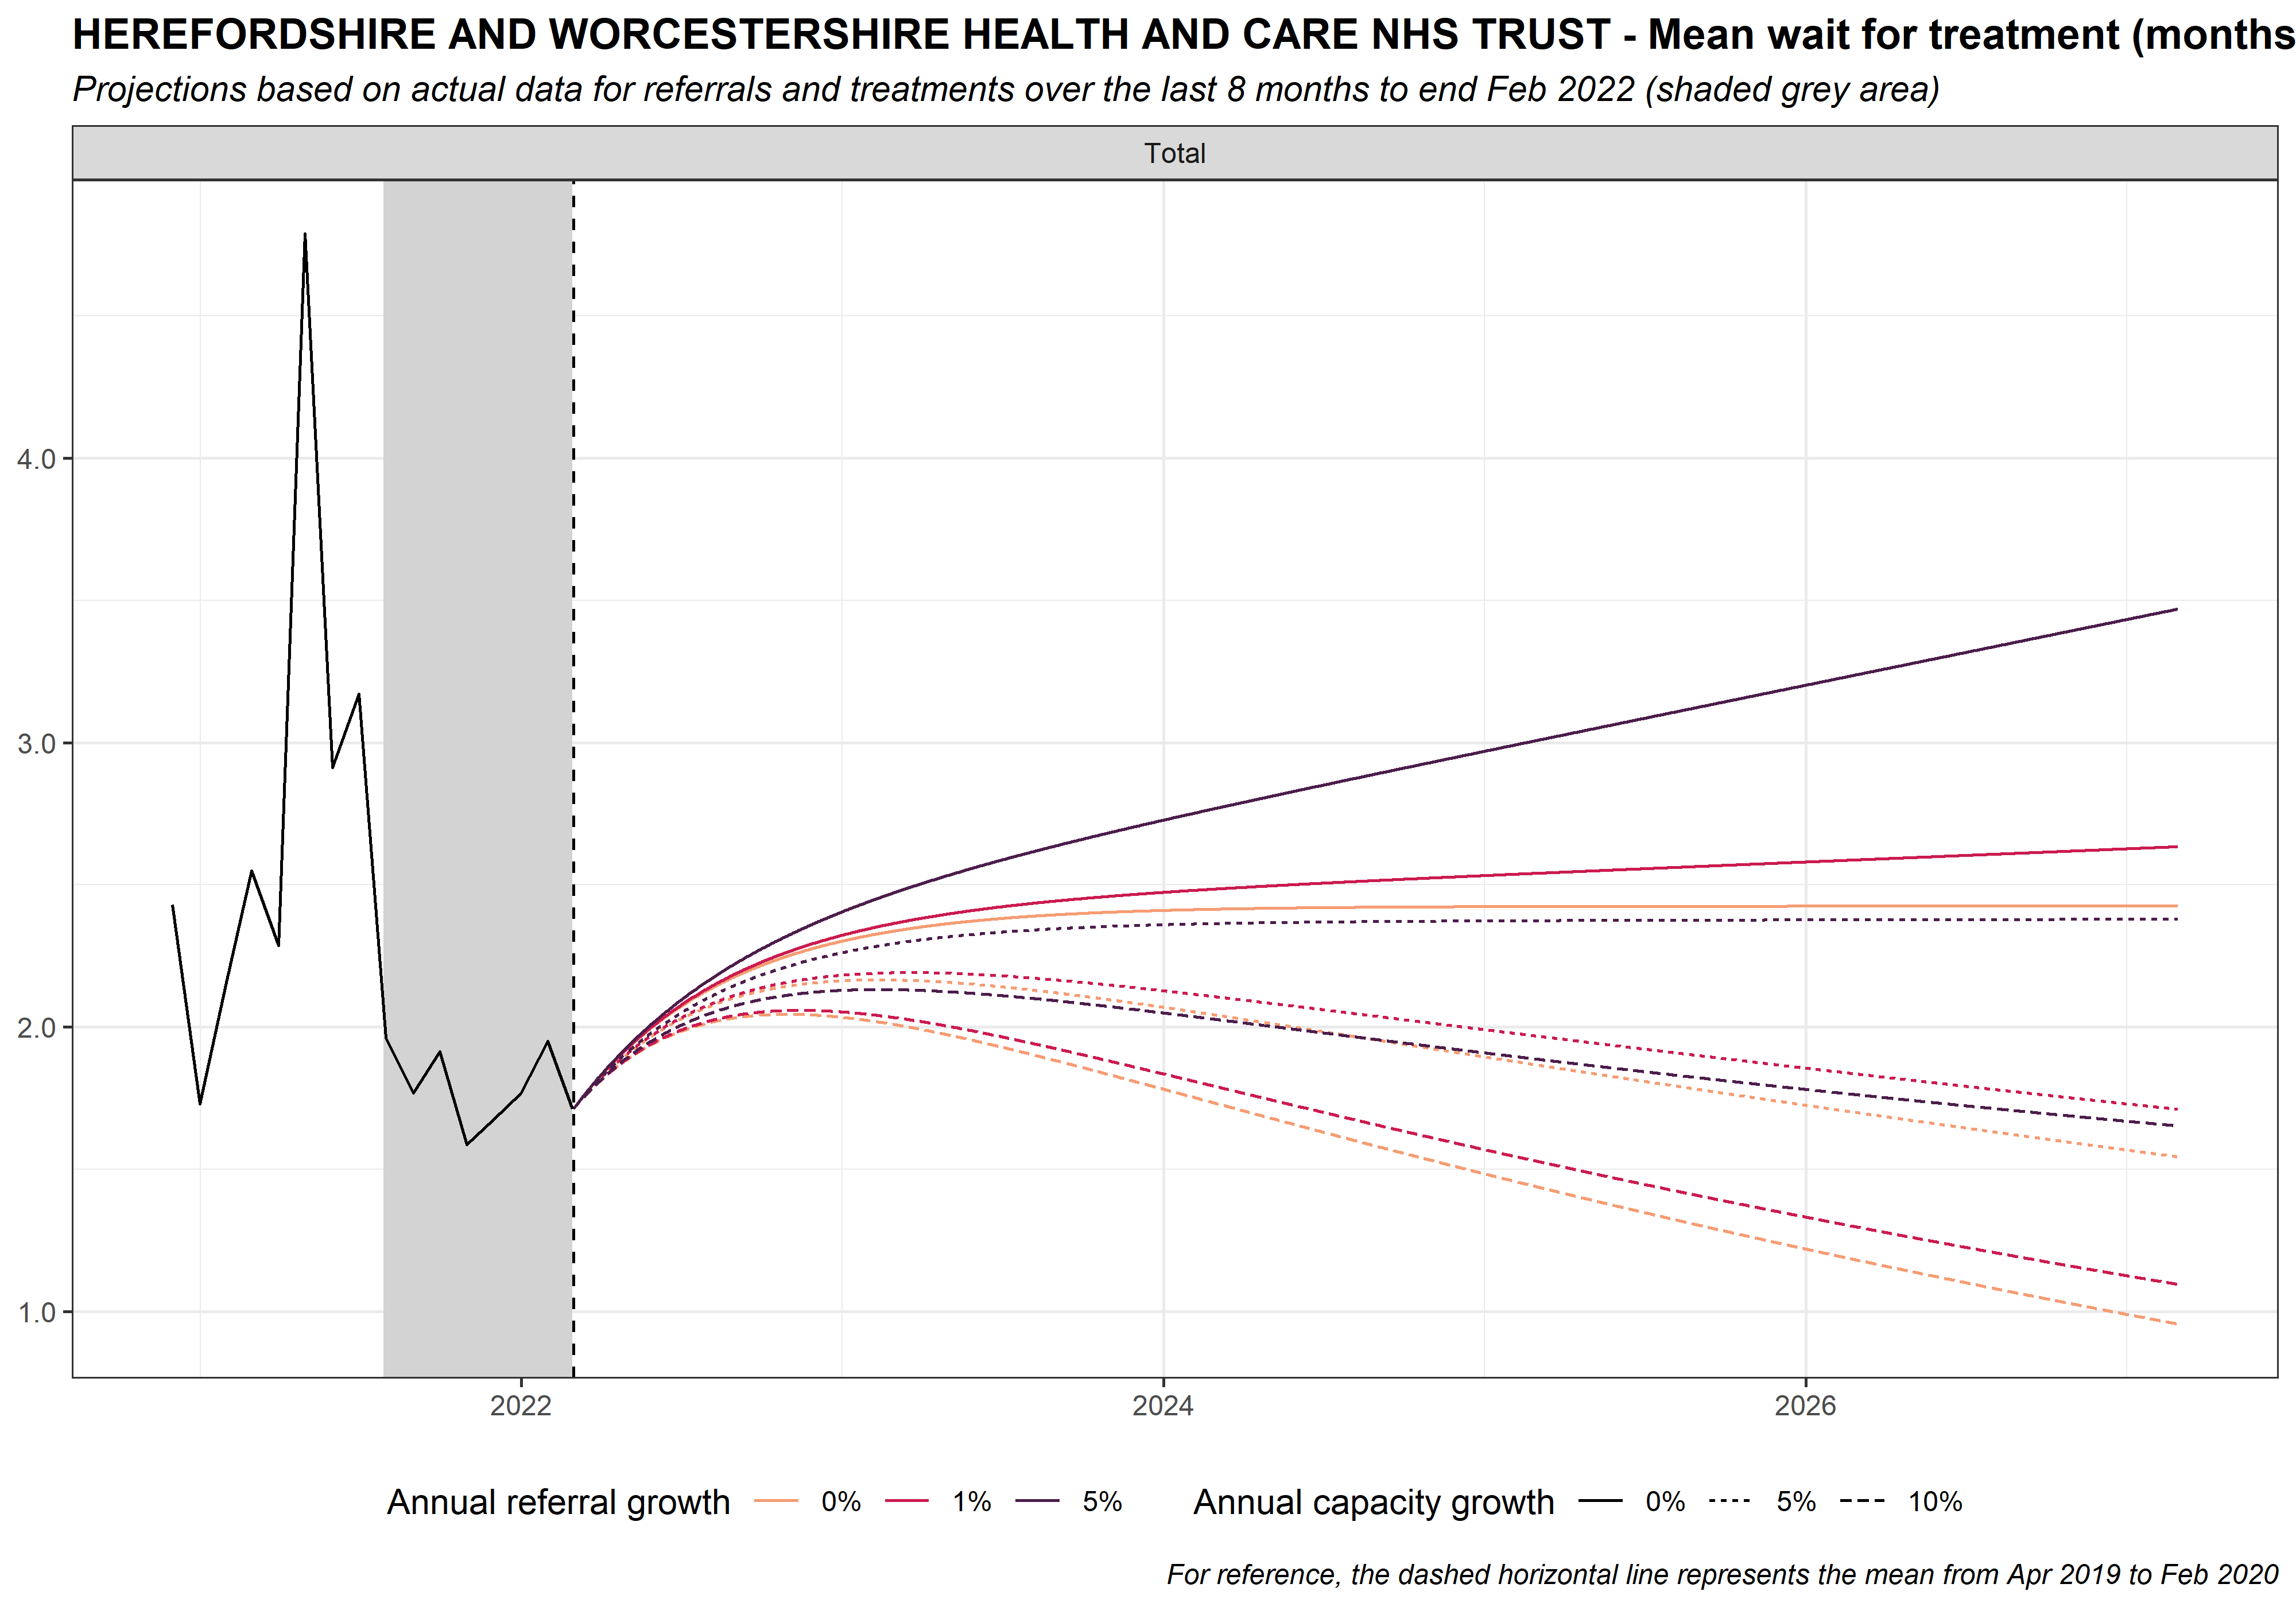 HEREFORDSHIRE AND WORCESTERSHIRE HEALTH AND CARE NHS TRUST - Mean wait for treatment (months
Projections based on actual data for referrals and treatments over the last 8 months to end Feb 2022 (shaded grey area)
Total
4.0
3.0
2.0
1.0
2022 2024 2026
Annual referral growth 0% 1% 5% Annual capacity growth 0% 5% 10%
For reference, the dashed horizontal line represents the mean from Apr 2019 to Feb 2020